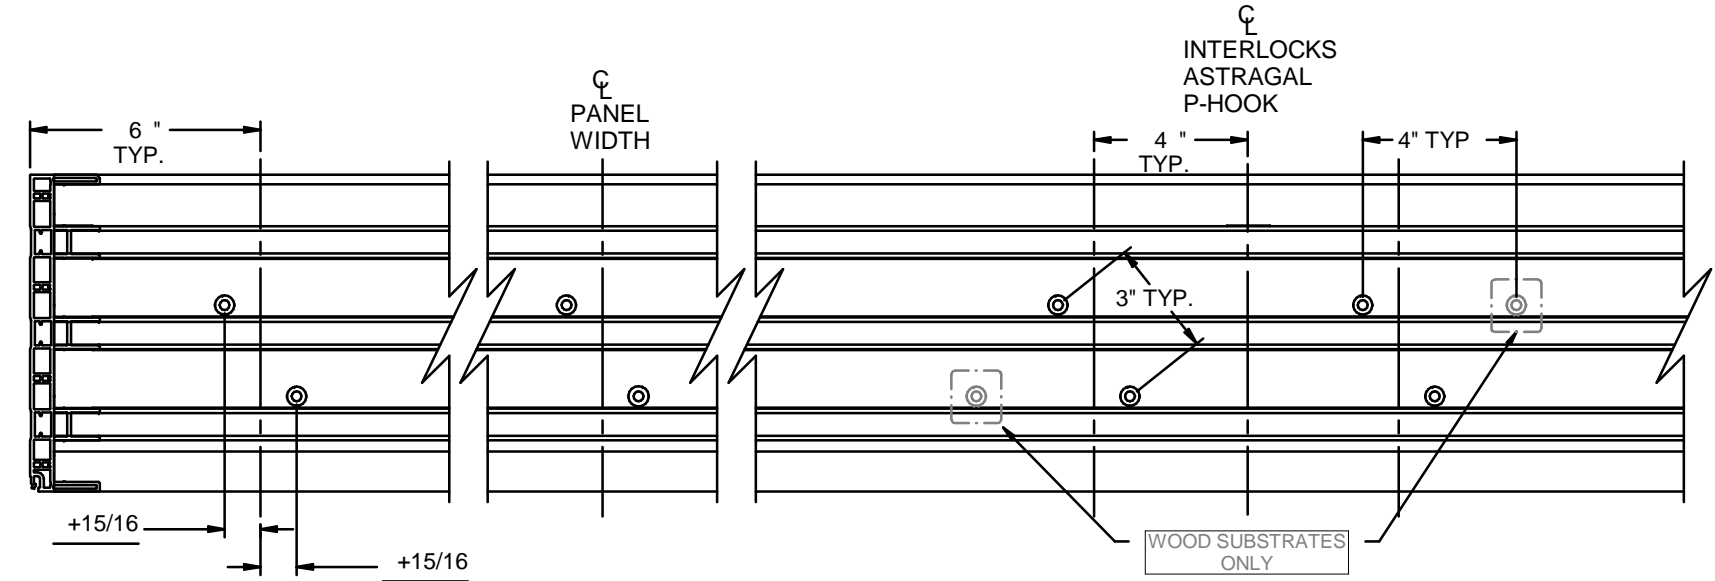 ℄
INTERLOCKS
ASTRAGAL
P-HOOK
℄
PANEL
WIDTH
6 "
TYP.
4 "
TYP.
4" TYP
3" TYP.
+15/16
+15/16
WOOD SUBSTRATES
ONLY